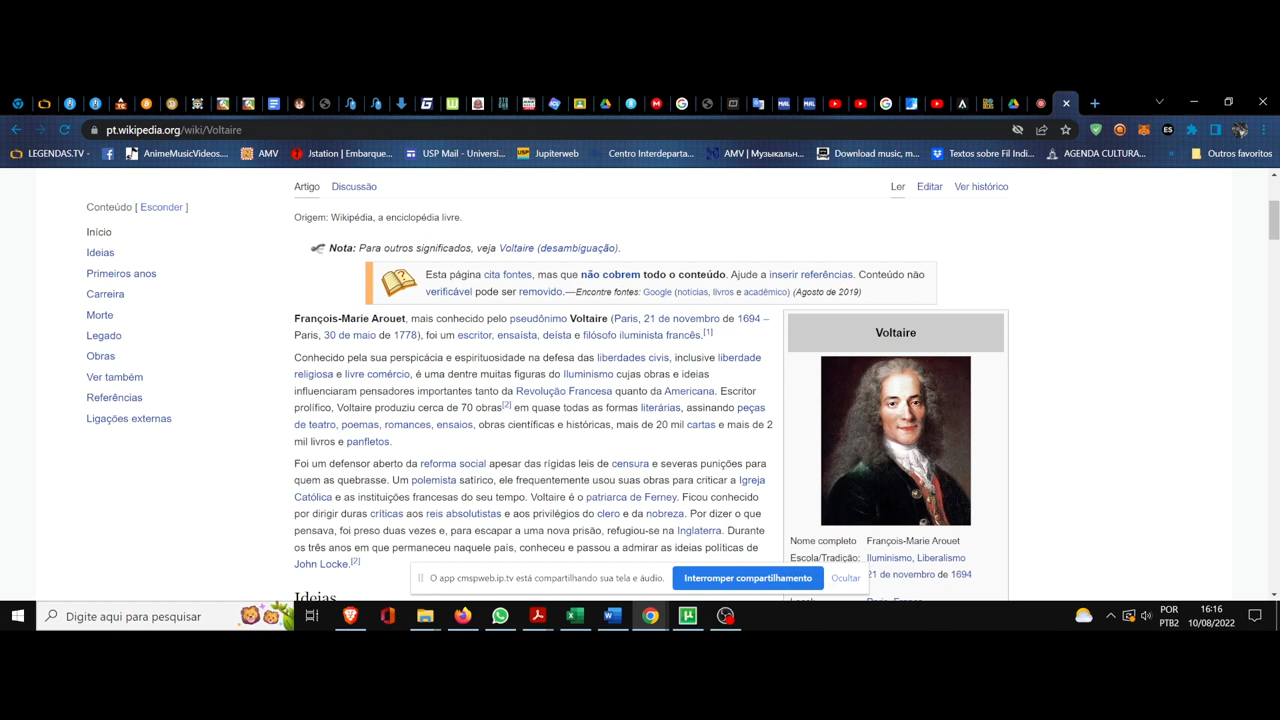 pt.wikipedia.org/wiki/Voltaire
ES
LEGENDAS.TV -
AnimeMusicVideos...
AMV
Jstation | Embarque...
USP Mail - Universi...
Jupiterweb
Centro Interdeparta...
AMV | Музыкальн...
Download music, m...
Textos sobre Fil Indi...
AGENDA CULTURA...
»
Outros favoritos
Artigo Discussão
Ler Editar Ver histórico
Conteúdo [ Esconder ]
Início
Ideias
Primeiros anos
Carreira
Morte
Legado
Obras
Ver também
Referências
Ligações externas
Origem: Wikipédia, a enciclopédia livre.
Nota: Para outros significados, veja Voltaire (desambiguação).
Esta página cita fontes, mas que não cobrem todo o conteúdo. Ajude a inserir referências. Conteúdo não
verificável pode ser removido.—Encontre fontes: Google (notícias, livros e acadêmico) (Agosto de 2019)
François-Marie Arouet, mais conhecido pelo pseudônimo Voltaire (Paris, 21 de novembro de 1694 –
Paris, 30 de maio de 1778), foi um escritor, ensaísta, deísta e filósofo iluminista francês.[1]
Conhecido pela sua perspicácia e espirituosidade na defesa das liberdades civis, inclusive liberdade
religiosa e livre comércio, é uma dentre muitas figuras do Iluminismo cujas obras e ideias
influenciaram pensadores importantes tanto da Revolução Francesa quanto da Americana. Escritor
prolífico, Voltaire produziu cerca de 70 obras[2] em quase todas as formas literárias, assinando peças
de teatro, poemas, romances, ensaios, obras científicas e históricas, mais de 20 mil cartas e mais de 2
mil livros e panfletos.
Foi um defensor aberto da reforma social apesar das rígidas leis de censura e severas punições para
quem as quebrasse. Um polemista satírico, ele frequentemente usou suas obras para criticar a Igreja
Católica e as instituições francesas do seu tempo. Voltaire é o patriarca de Ferney. Ficou conhecido
por dirigir duras críticas aos reis absolutistas e aos privilégios do clero e da nobreza. Por dizer o que
pensava, foi preso duas vezes e, para escapar a uma nova prisão, refugiou-se na Inglaterra. Durante
os três anos em que permaneceu naquele país, conheceu e passou a admirar as ideias políticas de
John Locke.[2]
Ideias
Voltaire
Nome completo François-Marie Arouet
Escola/Tradição: Iluminismo, Liberalismo
21 de novembro de 1694
O app cmspweb.ip.tv está compartilhando sua tela e áudio.
Interromper compartilhamento
Ocultar
Digite aqui para pesquisar
POR
PTB2
16:16
10/08/2022